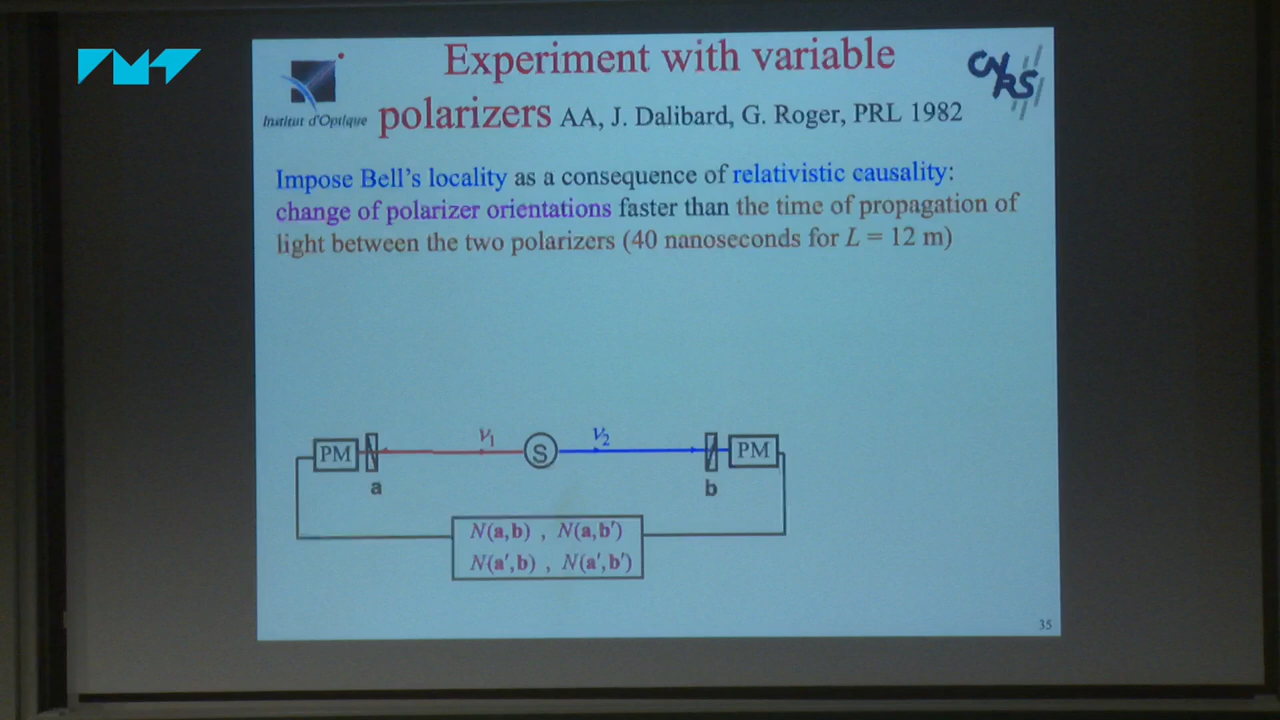 Experiment with variable
polarizers AA, J. Dalibard, G. Roger, PRL 1982
Institut d'Optique
CNRS
Impose Bell's locality as a consequence of relativistic causality:
change of polarizer orientations faster than the time of propagation of
light between the two polarizers (40 nanoseconds for L = 12 m)
ν1 ν2
PM S PM
a b
N(a,b) , N(a,b′)
N(a′,b) , N(a′,b′)
35